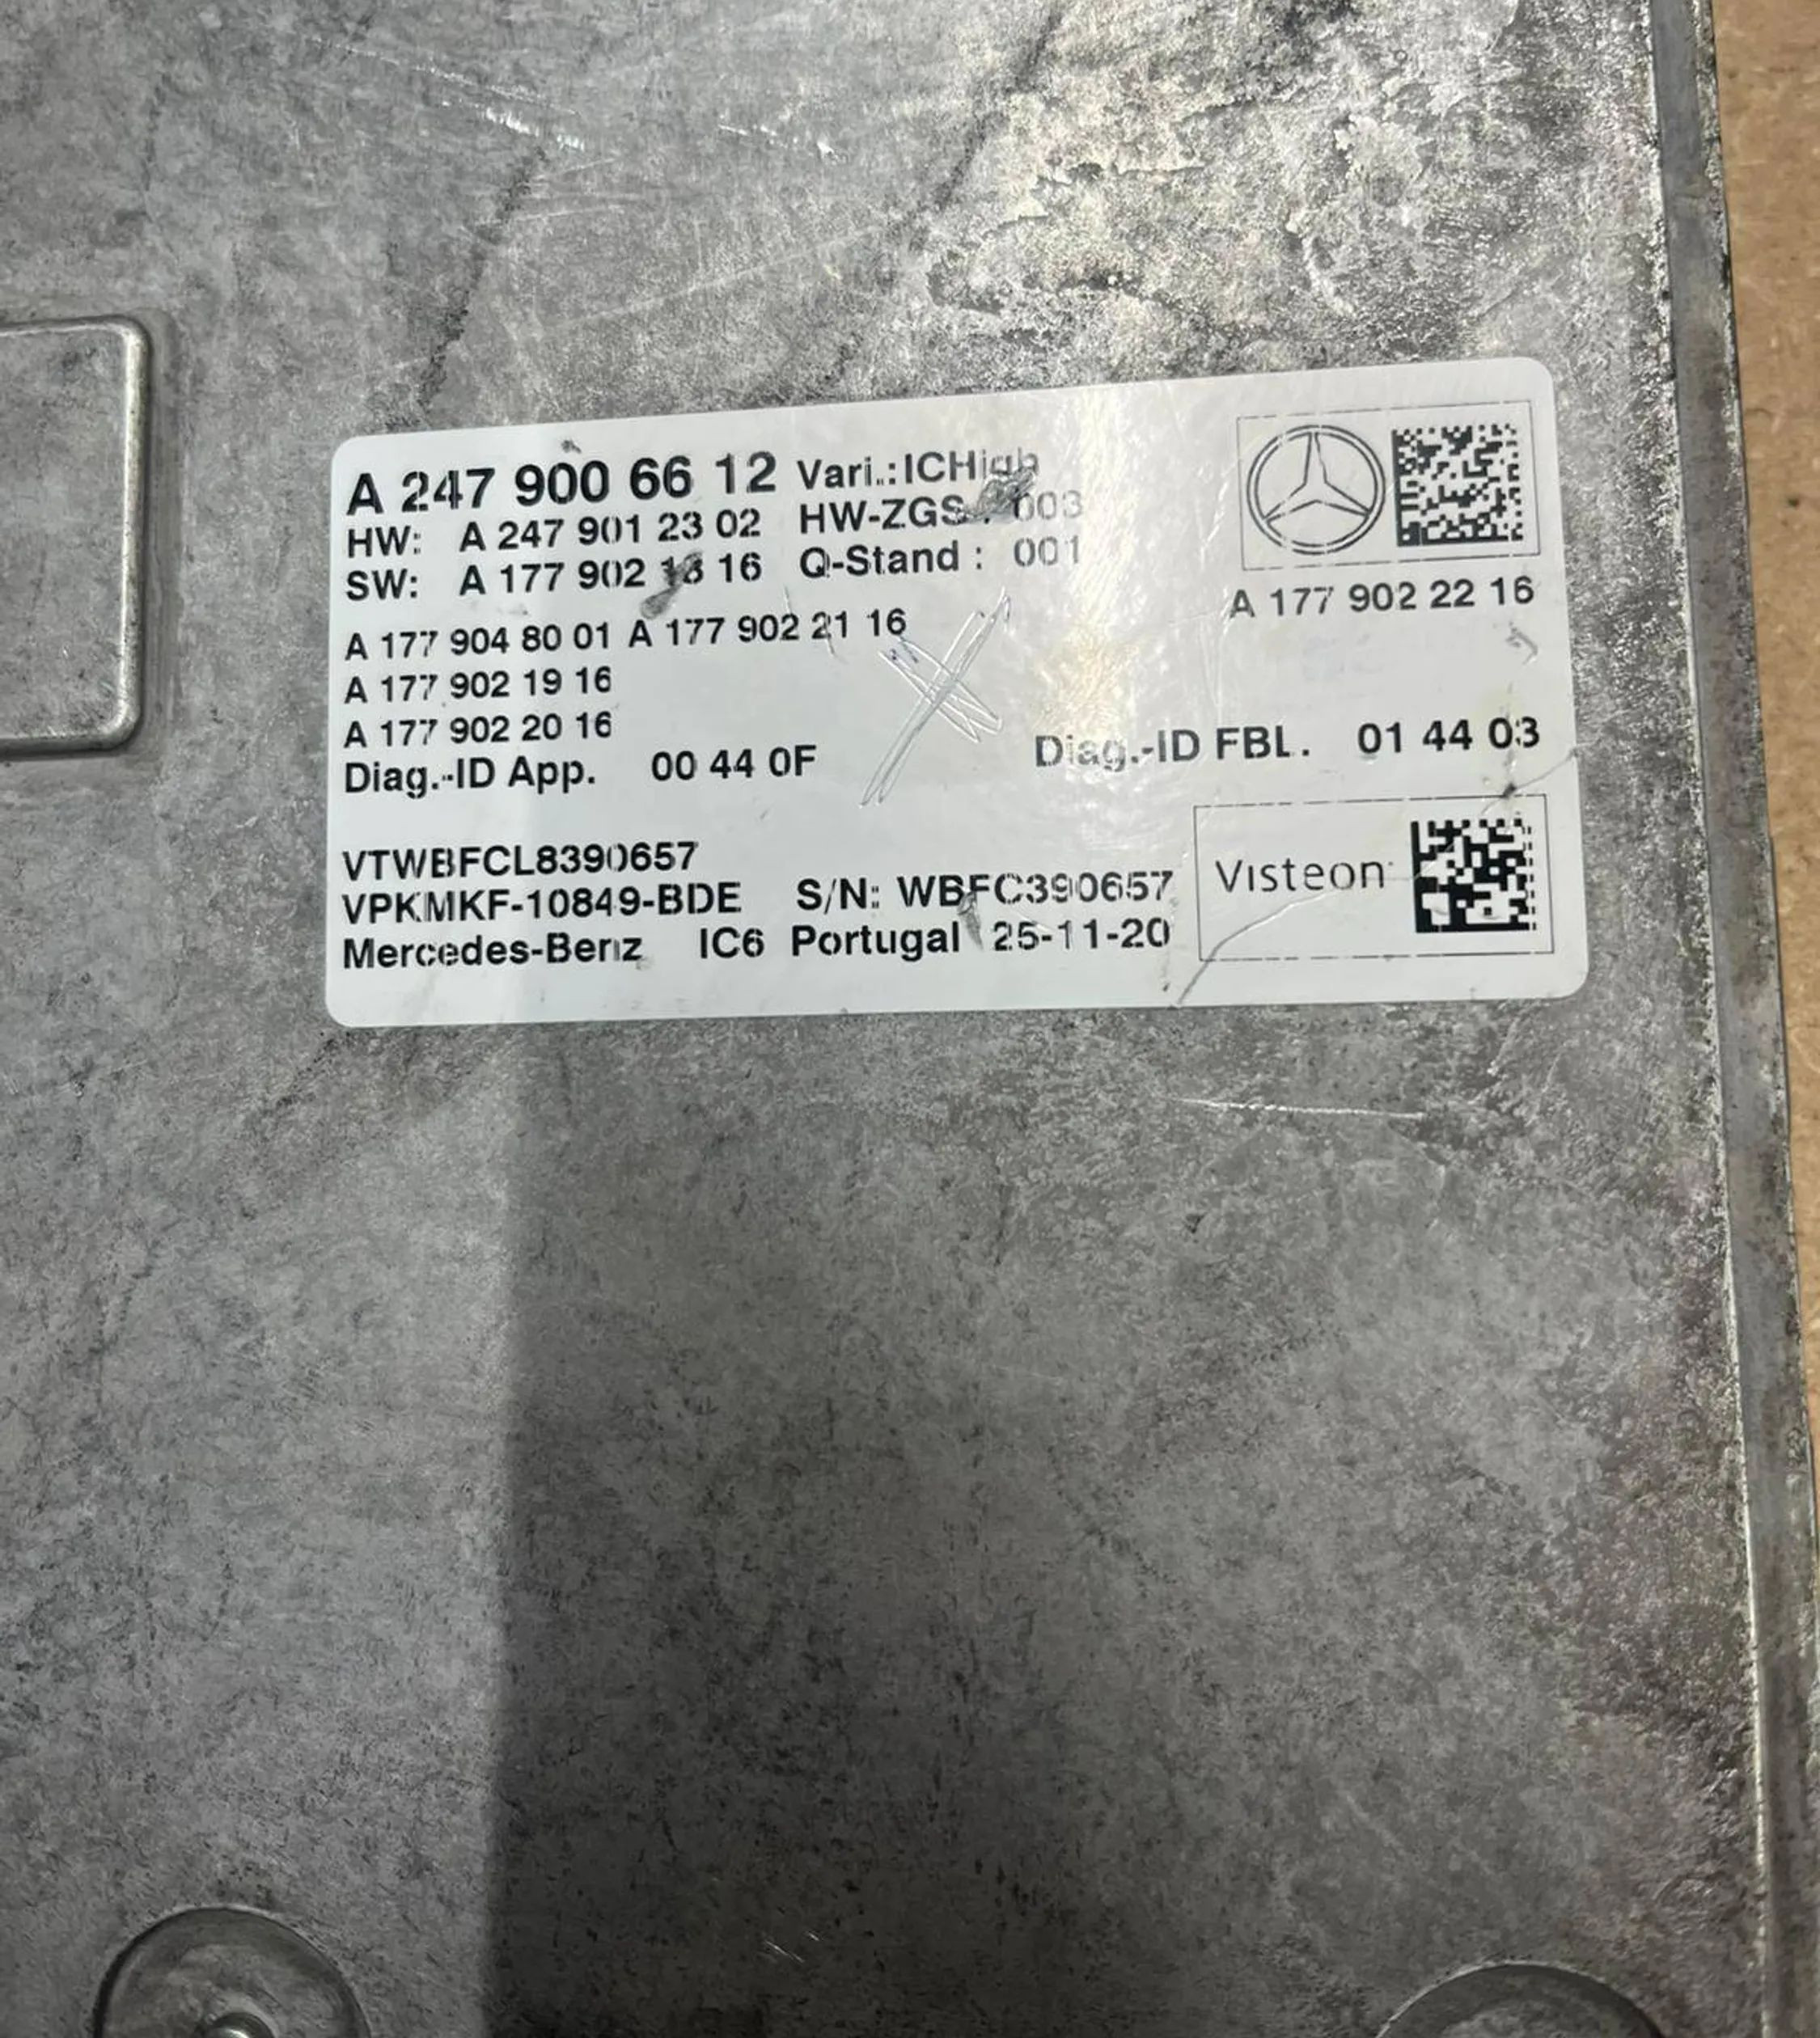 A 247 900 66 12 Vari.:ICHigh
HW: A 247 901 23 02 HW-ZGS : 003
SW: A 177 902 16 Q-Stand : 001
A 177 902 22 16
A 177 904 80 01 A 177 902 21 16
A 177 902 19 16
A 177 902 20 16
Diag.-ID App. 00 44 0F Diag.-ID FBL. 01 44 03
VTWBFCL8390657
VPKMKF-10849-BDE S/N: WBFC390657
Mercedes-Benz IC6 Portugal 25-11-20
Visteon